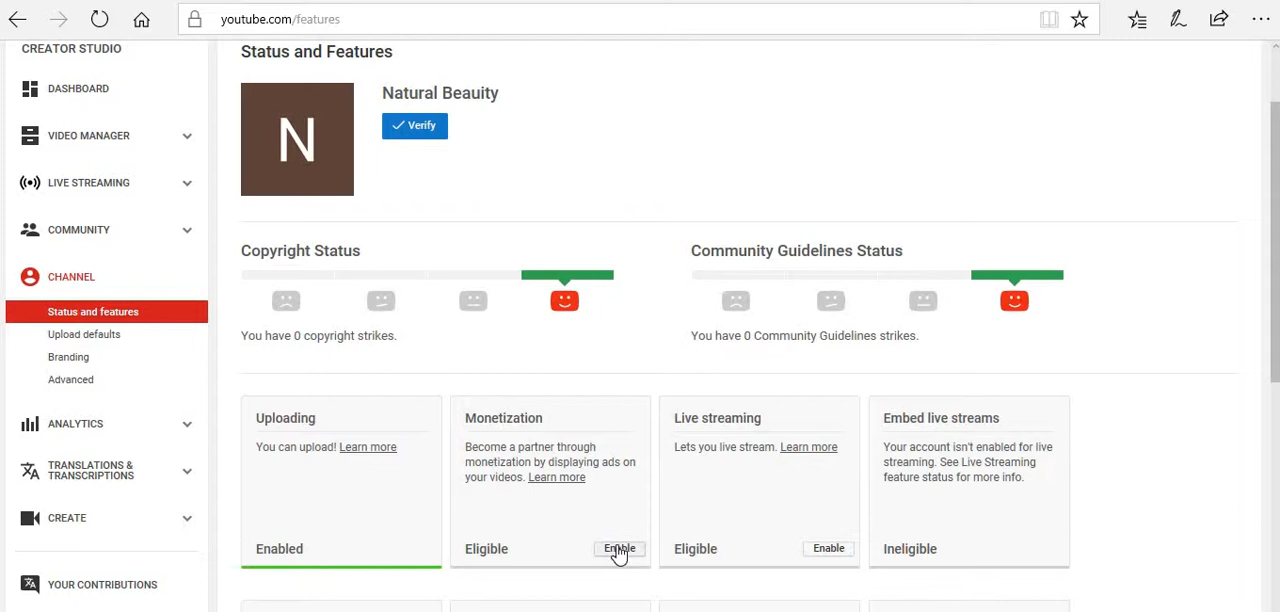 youtube.com/features
CREATOR STUDIO
DASHBOARD
VIDEO MANAGER
LIVE STREAMING
COMMUNITY
CHANNEL
Status and features
Upload defaults
Branding
Advanced
ANALYTICS
TRANSLATIONS &
TRANSCRIPTIONS
CREATE
YOUR CONTRIBUTIONS
Status and Features
N
Natural Beauity
Verify
Copyright Status
You have 0 copyright strikes.
Community Guidelines Status
You have 0 Community Guidelines strikes.
Uploading
You can upload! Learn more
Enabled
Monetization
Become a partner through
monetization by displaying ads on
your videos. Learn more
Eligible
Enable
Live streaming
Lets you live stream. Learn more
Eligible
Enable
Embed live streams
Your account isn't enabled for live
streaming. See Live Streaming
feature status for more info.
Ineligible